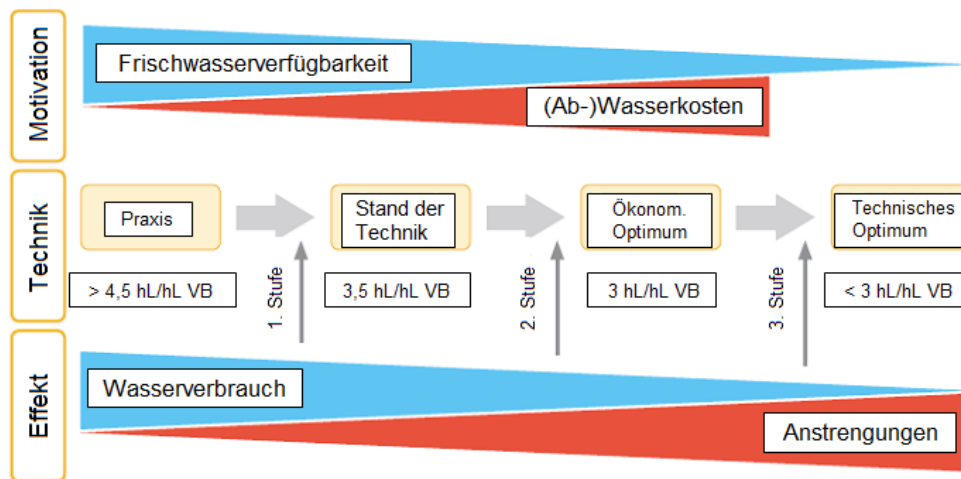 Motivation
Frischwasserverfügbarkeit
(Ab-)Wasserkosten
Technik
Praxis
Stand der
Technik
Ökonom.
Optimum
Technisches
Optimum
> 4,5 hL/hL VB
1. Stufe
3,5 hL/hL VB
2. Stufe
3 hL/hL VB
3. Stufe
< 3 hL/hL VB
Effekt
Wasserverbrauch
Anstrengungen